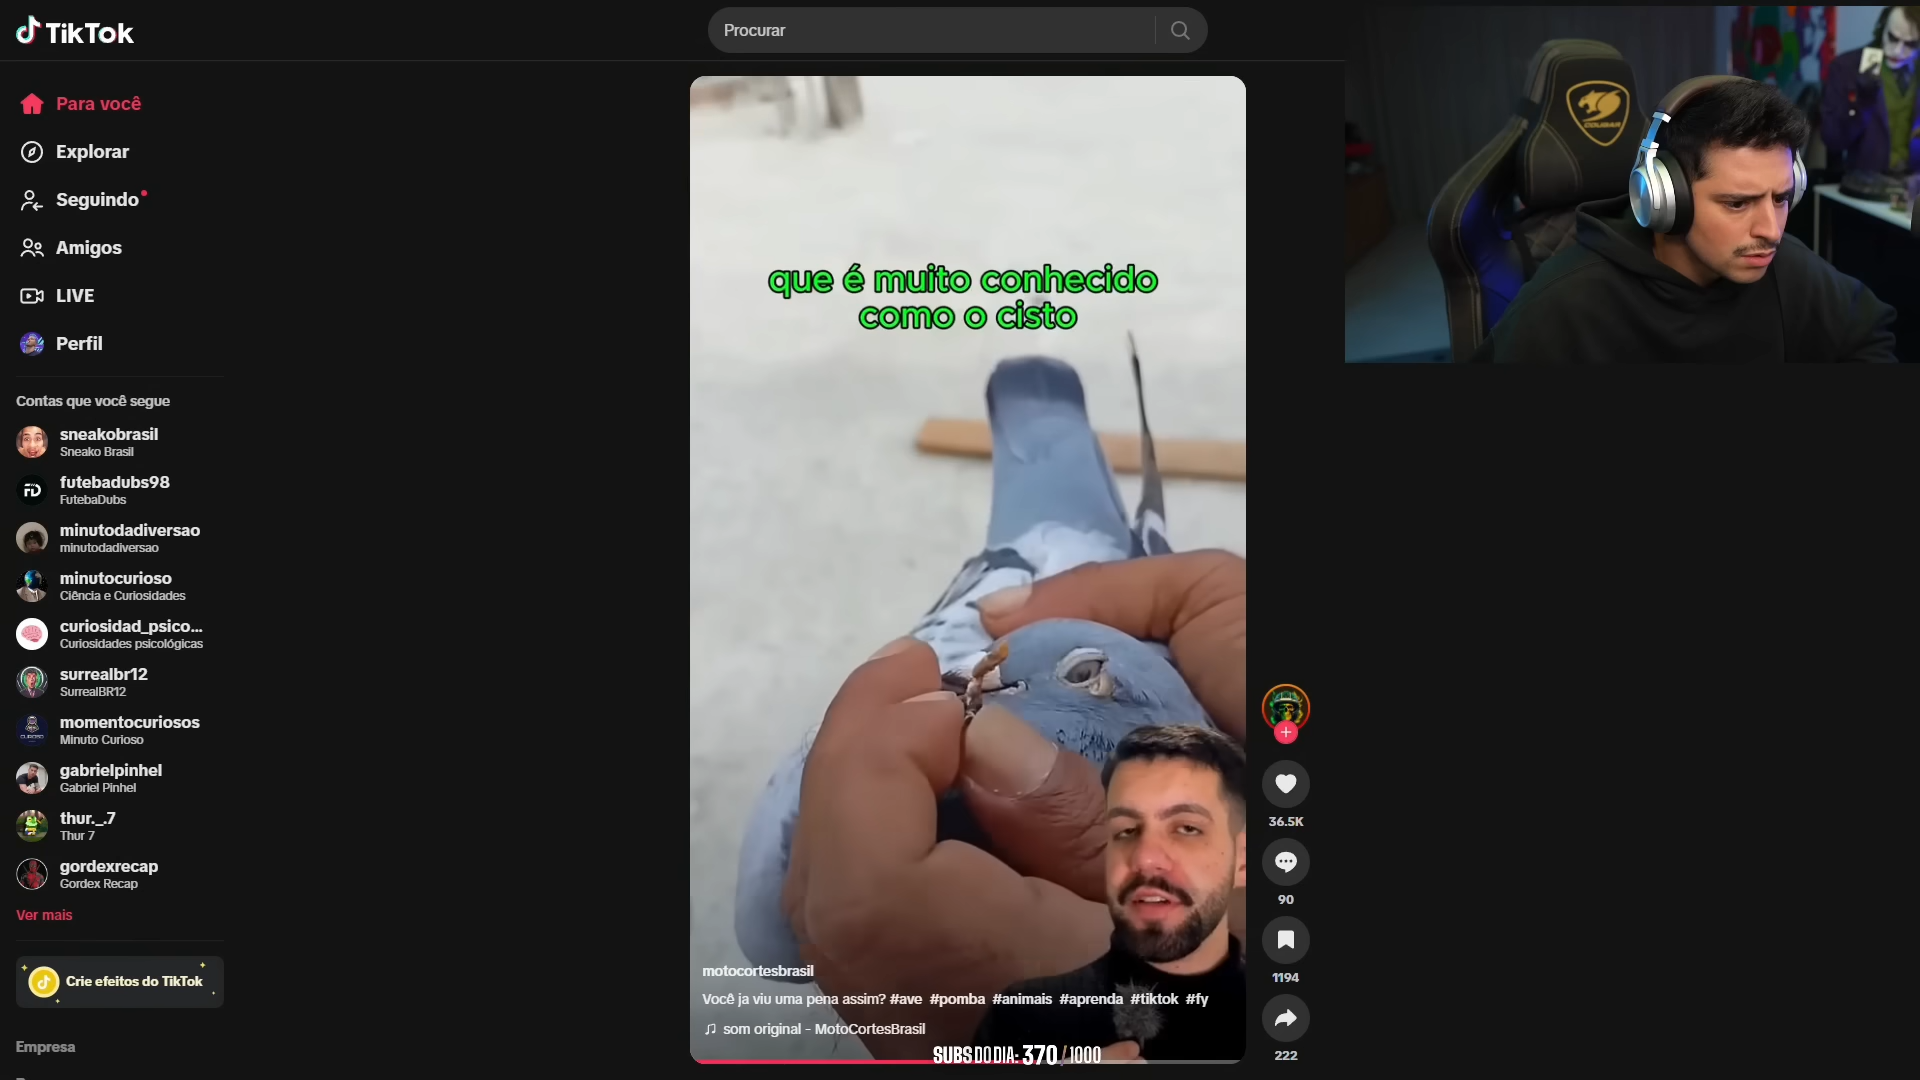 TikTok
Procurar
Para você
Explorar
Seguindo
Amigos
LIVE
Perfil
Contas que você segue
sneakobrasil
Sneako Brasil
futebadubs98
FutebaDubs
minutodadiversao
minutodadiversao
minutocurioso
Ciência e Curiosidades
curiosidad_psico...
Curiosidades psicológicas
surrealbr12
SurrealBR12
momentocuriosos
Minuto Curioso
gabrielpinhel
Gabriel Pinhel
thur._.7
Thur 7
gordexrecap
Gordex Recap
Ver mais
Crie efeitos do TikTok
Empresa
que é muito conhecido
como o cisto
motocortesbrasil
Você ja viu uma pena assim? #ave #pomba #animais #aprenda #tiktok #fy
som original - MotoCortesBrasil
SUBS DO DIA: 370 / 1000
36.5K
90
1194
222
COUGAR
FD